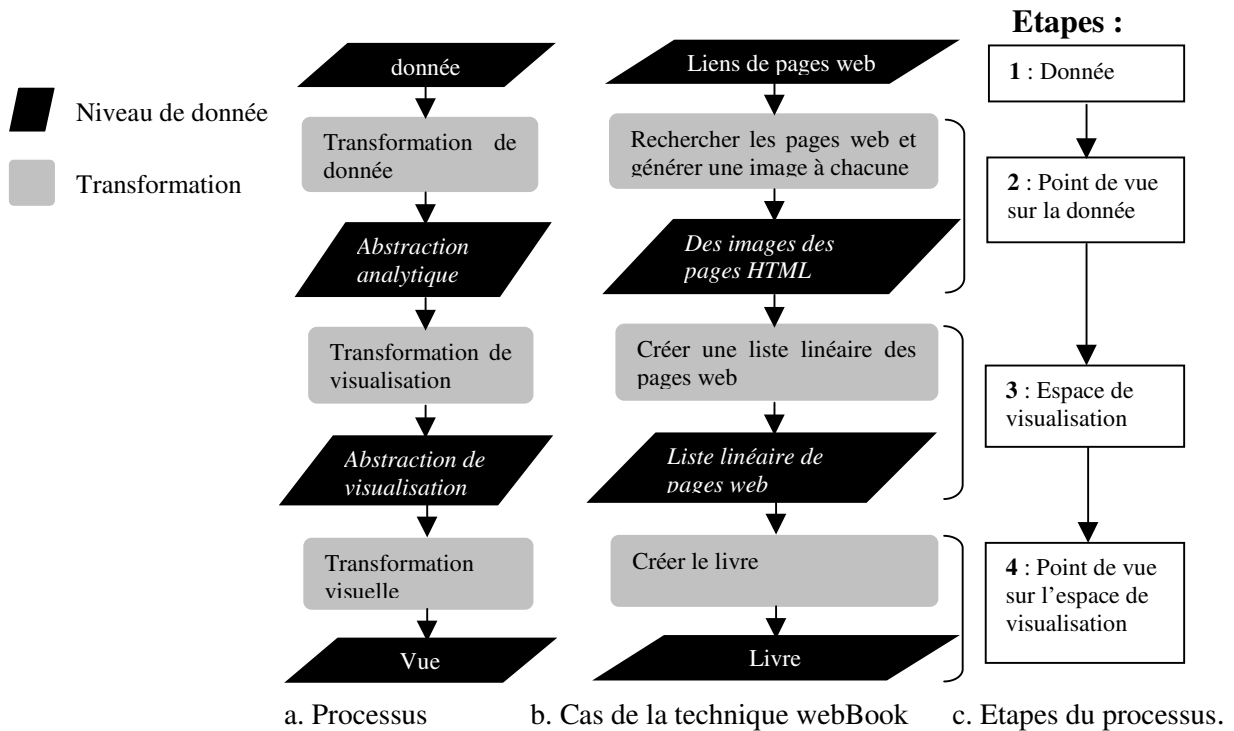 Etapes :
Niveau de donnée
Transformation
donnée
Transformation de
donnée
Abstraction
analytique
Transformation de
visualisation
Abstraction de
visualisation
Transformation
visuelle
Vue
a. Processus
Liens de pages web
Rechercher les pages web et
générer une image à chacune
Des images des
pages HTML
Créer une liste linéaire des
pages web
Liste linéaire de
pages web
Créer le livre
Livre
b. Cas de la technique webBook
1 : Donnée
2 : Point de vue
sur la donnée
3 : Espace de
visualisation
4 : Point de vue
sur l’espace de
visualisation
c. Etapes du processus.